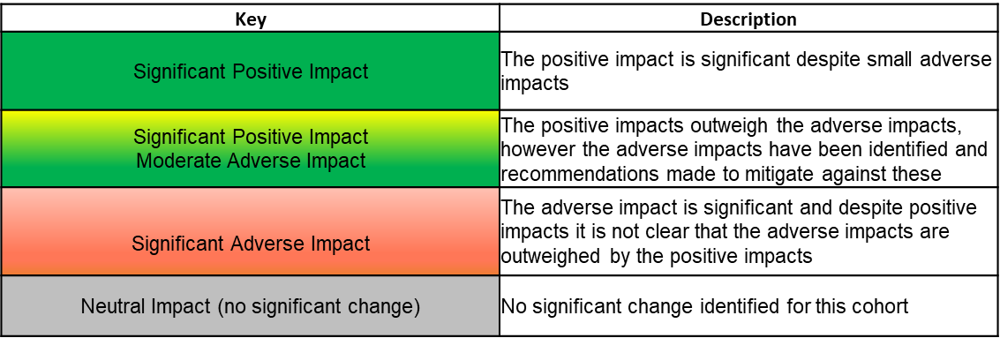 Key
Description
Significant Positive Impact
The positive impact is significant despite small adverse
impacts
Significant Positive Impact
Moderate Adverse Impact
The positive impacts outweigh the adverse impacts,
however the adverse impacts have been identified and
recommendations made to mitigate against these
Significant Adverse Impact
The adverse impact is significant and despite positive
impacts it is not clear that the adverse impacts are
outweighed by the positive impacts
Neutral Impact (no significant change)
No significant change identified for this cohort